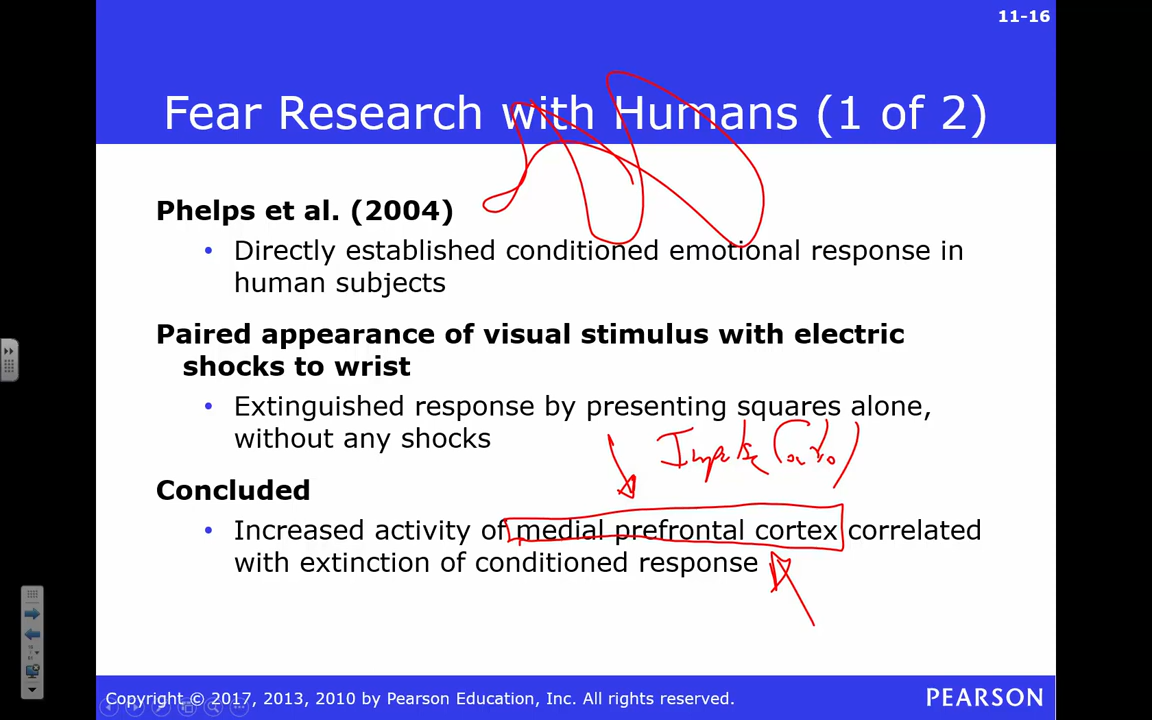 11-16
Fear Research with Humans (1 of 2)
Phelps et al. (2004)
• Directly established conditioned emotional response in
human subjects
Paired appearance of visual stimulus with electric
shocks to wrist
• Extinguished response by presenting squares alone,
without any shocks
Concluded
• Increased activity of medial prefrontal cortex correlated
with extinction of conditioned response
Copyright © 2017, 2013, 2010 by Pearson Education, Inc. All rights reserved.
PEARSON